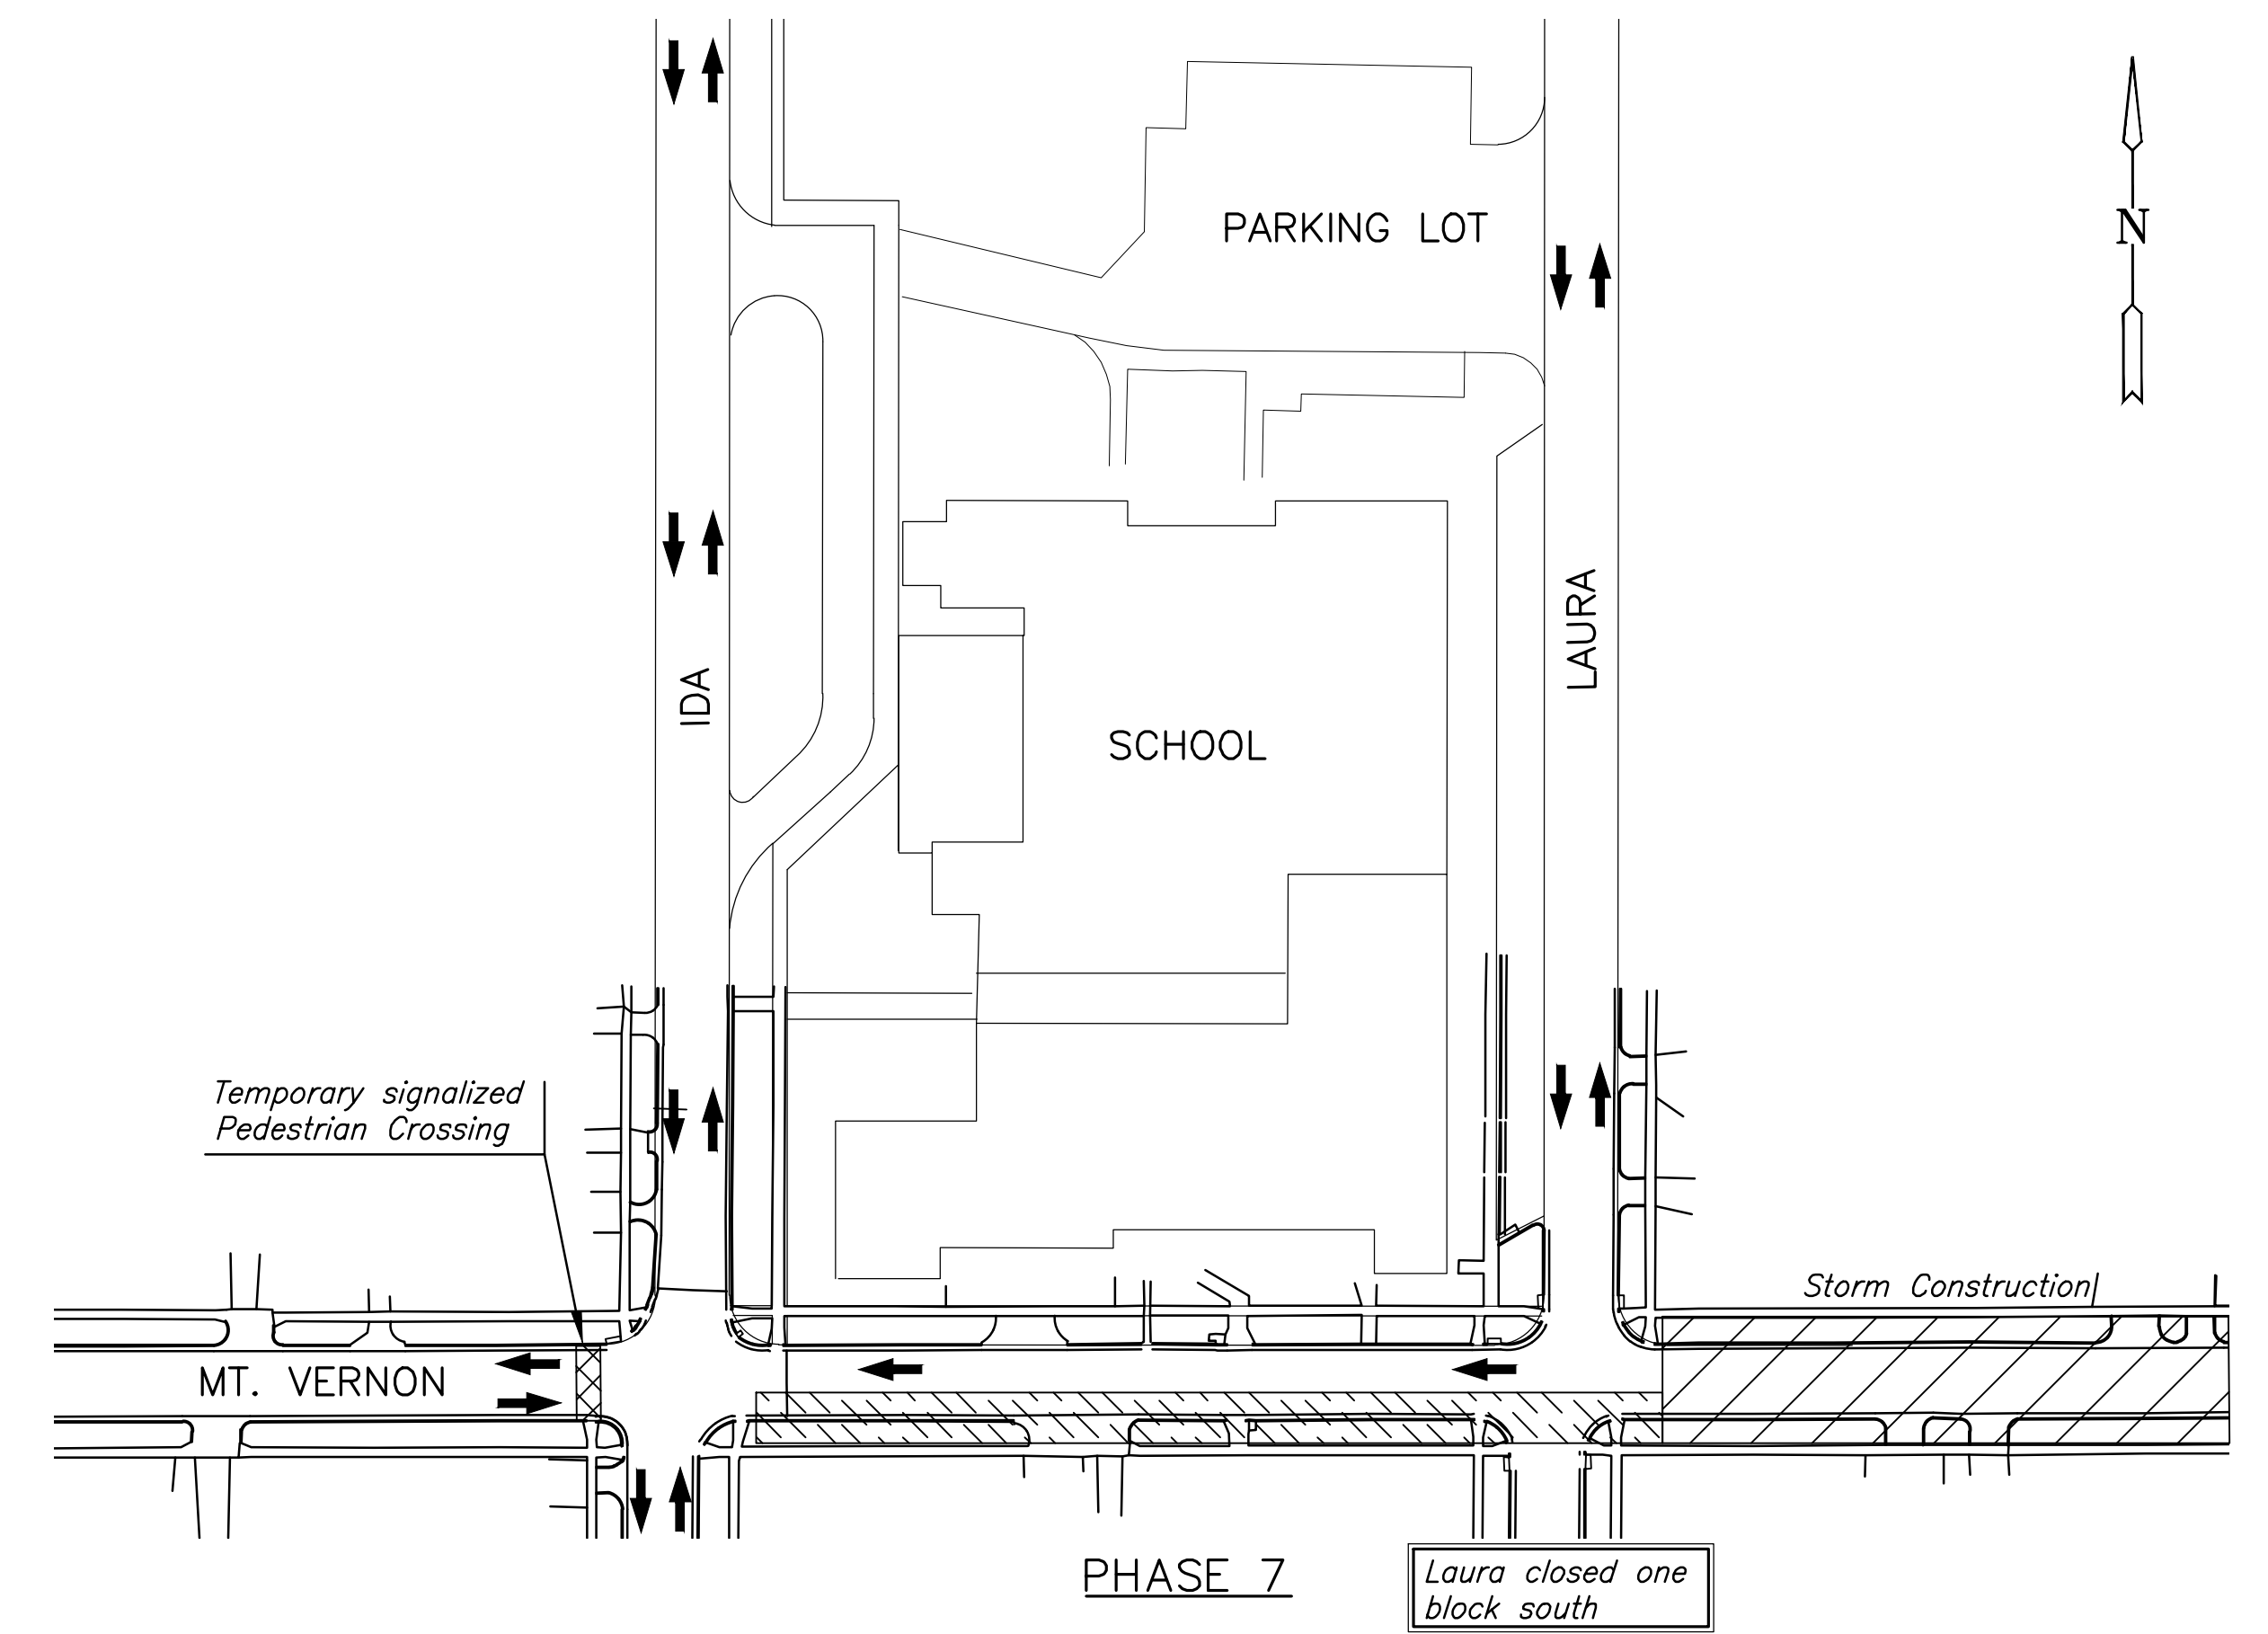 PARKING LOT
N
LAURA
IDA
SCHOOL
Temporary signalized
Pedestrian Crossing
Storm Construction
MT. VERNON
PHASE 7
Laura closed one
block south